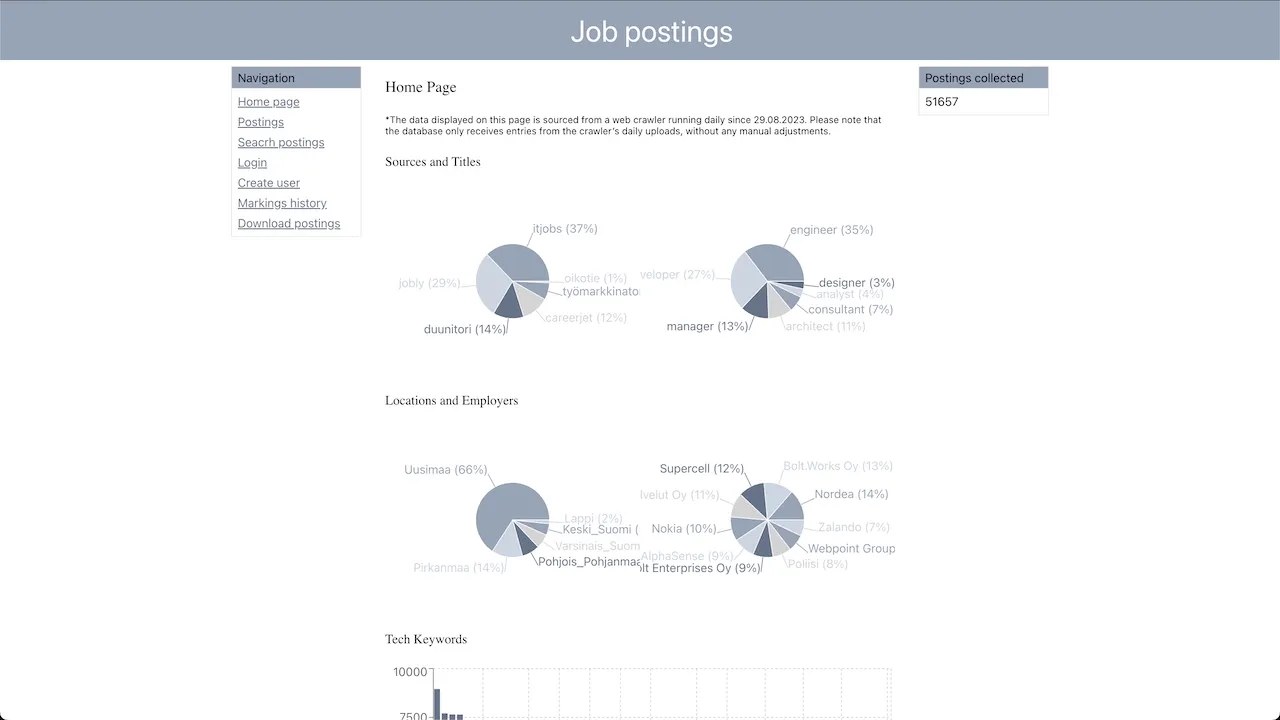 Job postings
Navigation
Home page
Postings
Seacrh postings
Login
Create user
Markings history
Download postings
Home Page
*The data displayed on this page is sourced from a web crawler running daily since 29.08.2023. Please note that
the database only receives entries from the crawler's daily uploads, without any manual adjustments.
Sources and Titles
itjobs (37%)
jobly (29%)
oikotie (1%)
työmarkkinato
careerjet (12%)
duunitori (14%)
engineer (35%)
veloper (27%)
designer (3%)
analyst (4%)
consultant (7%)
manager (13%)
architect (11%)
Locations and Employers
Uusimaa (66%)
Lappi (2%)
Keski_Suomi (
Varsinais_Suom
Pohjois_Pohjanmaa
Pirkanmaa (14%)
Supercell (12%)
Bolt.Works Oy (13%)
lvelut Oy (11%)
Nordea (14%)
Nokia (10%)
Zalando (7%)
AlphaSense (9%)
Webpoint Group
olt Enterprises Oy (9%)
Poliisi (8%)
Tech Keywords
10000
7500
Postings collected
51657